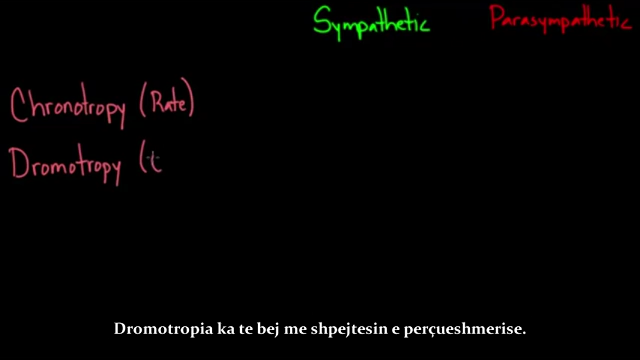 Sympathetic Parasympathetic
Chronotropy (Rate)
Dromotropy (
Dromotropia ka te bej me shpejtesin e perçueshmerise.